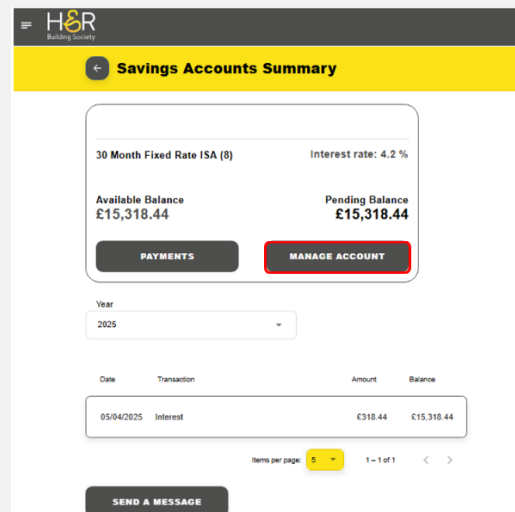 H&R
Building Society
Savings Accounts Summary
30 Month Fixed Rate ISA (8) Interest rate: 4.2 %
Available Balance Pending Balance
£15,318.44 £15,318.44
PAYMENTS MANAGE ACCOUNT
Year
2025
Date Transaction Amount Balance
05/04/2025 Interest £318.44 £15,318.44
Items per page: 5 1 – 1 of 1
SEND A MESSAGE